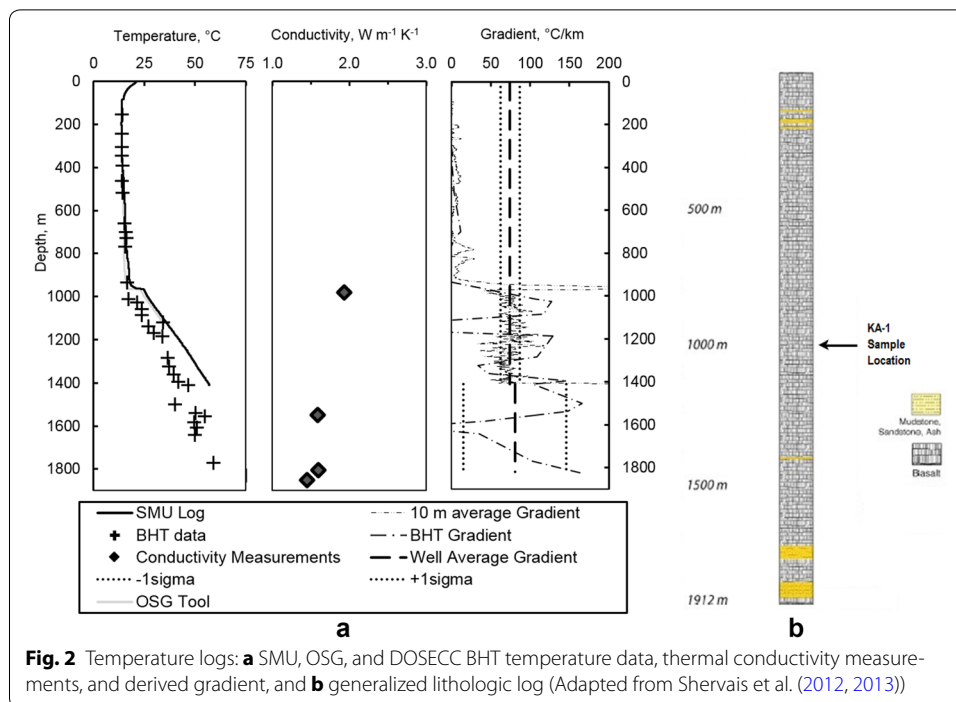 Temperature, °C Conductivity, W m⁻¹ K⁻¹ Gradient, °C/km
0 25 50 75 1.0 2.0 3.0 0 50 100 150 200
0 0
200 200
400 400
600 600
Depth, m
800 800
1000 1000
1200 1200
1400 1400
1600 1600
1800 1800
SMU Log 10 m average Gradient
BHT data BHT Gradient
Conductivity Measurements Well Average Gradient
-1sigma +1sigma
OSG Tool
a
500 m
1000 m
1500 m
1912 m
KA-1
Sample
Location
Mudstone,
Sandstone, Ash
Basalt
b
Fig. 2 Temperature logs: a SMU, OSG, and DOSECC BHT temperature data, thermal conductivity measure-
ments, and derived gradient, and b generalized lithologic log (Adapted from Shervais et al. (2012, 2013))